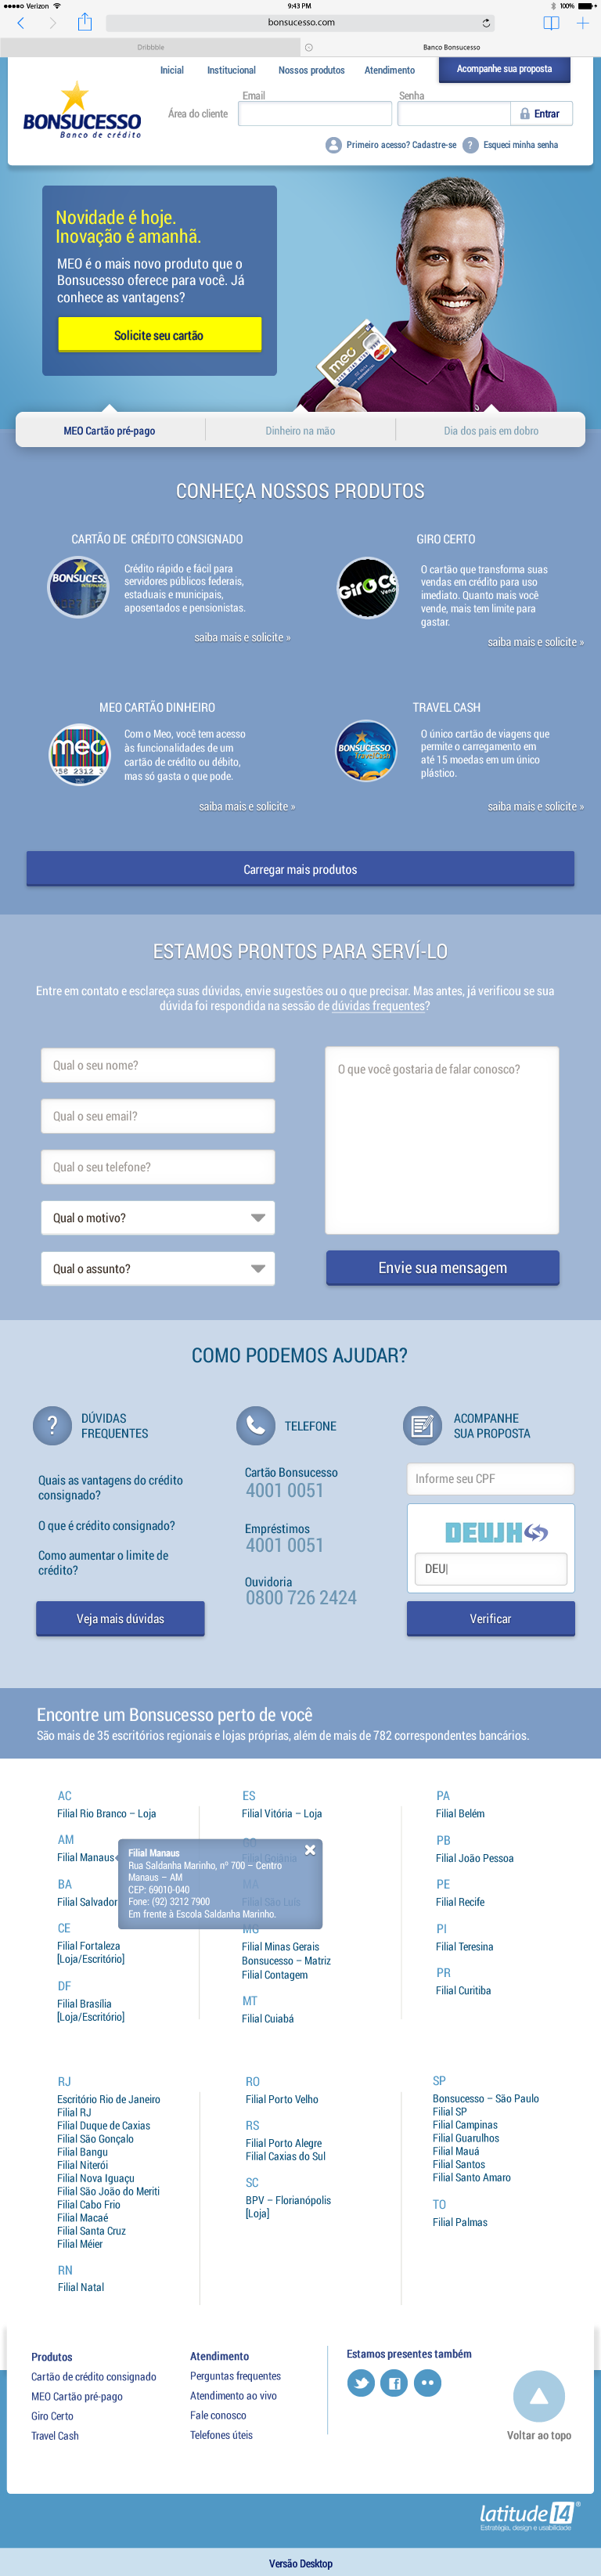 Verizon
9:43 PM
100%
bonsucesso.com
Dribbble
Banco Bonsucesso
Inicial
Institucional
Nossos produtos
Atendimento
Acompanhe sua proposta
BONSUCESSO
Banco de crédito
Área do cliente
Email
Senha
Entrar
Primeiro acesso? Cadastre-se
? Esqueci minha senha
Novidade é hoje.
Inovação é amanhã.
MEO é o mais novo produto que o
Bonsucesso oferece para você. Já
conhece as vantagens?
Solicite seu cartão
meo
MEO Cartão pré-pago
Dinheiro na mão
Dia dos pais em dobro
CONHEÇA NOSSOS PRODUTOS
CARTÃO DE CRÉDITO CONSIGNADO
BONSUCES
Crédito rápido e fácil para
servidores públicos federais,
estaduais e municipais,
aposentados e pensionistas.
saiba mais e solicite »
GIRO CERTO
GiroCe
O cartão que transforma suas
vendas em crédito para uso
imediato. Quanto mais você
vende, mais tem limite para
gastar.
saiba mais e solicite »
MEO CARTÃO DINHEIRO
meo
Com o Meo, você tem acesso
às funcionalidades de um
cartão de crédito ou débito,
mas só gasta o que pode.
saiba mais e solicite »
TRAVEL CASH
BONSUCESSO
Travel Cash
O único cartão de viagens que
permite o carregamento em
até 15 moedas em um único
plástico.
saiba mais e solicite »
Carregar mais produtos
ESTAMOS PRONTOS PARA SERVÍ-LO
Entre em contato e esclareça suas dúvidas, envie sugestões ou o que precisar. Mas antes, já verificou se sua
dúvida foi respondida na sessão de dúvidas frequentes?
Qual o seu nome?
Qual o seu email?
Qual o seu telefone?
Qual o motivo?
Qual o assunto?
O que você gostaria de falar conosco?
Envie sua mensagem
COMO PODEMOS AJUDAR?
?
DÚVIDAS
FREQUENTES
Quais as vantagens do crédito
consignado?
O que é crédito consignado?
Como aumentar o limite de
crédito?
Veja mais dúvidas
TELEFONE
Cartão Bonsucesso
4001 0051
Empréstimos
4001 0051
Ouvidoria
0800 726 2424
ACOMPANHE
SUA PROPOSTA
Informe seu CPF
DEUJH
DEU|
Verificar
Encontre um Bonsucesso perto de você
São mais de 35 escritórios regionais e lojas próprias, além de mais de 782 correspondentes bancários.
AC
Filial Rio Branco – Loja
AM
Filial Manaus
BA
Filial Salvador
CE
Filial Fortaleza
[Loja/Escritório]
DF
Filial Brasília
[Loja/Escritório]
Filial Manaus
Rua Saldanha Marinho, nº 700 – Centro
Manaus – AM
CEP: 69010-040
Fone: (92) 3212 7900
Em frente à Escola Saldanha Marinho.
ES
Filial Vitória – Loja
GO
Filial Goiânia
MA
Filial São Luís
MG
Filial Minas Gerais
Bonsucesso – Matriz
Filial Contagem
MT
Filial Cuiabá
PA
Filial Belém
PB
Filial João Pessoa
PE
Filial Recife
PI
Filial Teresina
PR
Filial Curitiba
RJ
Escritório Rio de Janeiro
Filial RJ
Filial Duque de Caxias
Filial São Gonçalo
Filial Bangu
Filial Niterói
Filial Nova Iguaçu
Filial São João do Meriti
Filial Cabo Frio
Filial Macaé
Filial Santa Cruz
Filial Méier
RN
Filial Natal
RO
Filial Porto Velho
RS
Filial Porto Alegre
Filial Caxias do Sul
SC
BPV – Florianópolis
[Loja]
SP
Bonsucesso – São Paulo
Filial SP
Filial Campinas
Filial Guarulhos
Filial Mauá
Filial Santos
Filial Santo Amaro
TO
Filial Palmas
Produtos
Cartão de crédito consignado
MEO Cartão pré-pago
Giro Certo
Travel Cash
Atendimento
Perguntas frequentes
Atendimento ao vivo
Fale conosco
Telefones úteis
Estamos presentes também
Voltar ao topo
latitude14®
Estratégia, design e usabilidade
Versão Desktop